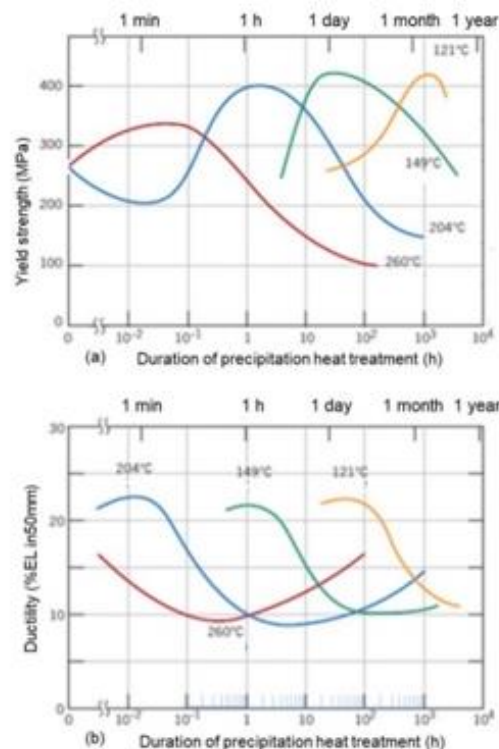 1 min 1 h 1 day 1 month 1 year
121°C
400
300
149°C
200
204°C
100
260°C
0
0 10⁻² 10⁻¹ 1 10 10² 10³ 10⁴
Yield strength (MPa)
(a) Duration of precipitation heat treatment (h)
1 min 1 h 1 day 1 month 1 year
30
204°C 149°C 121°C
20
10
260°C
0
0 10⁻² 10⁻¹ 1 10 10² 10³ 10⁴
Ductility (%EL in50mm)
(b) Duration of precipitation heat treatment (h)